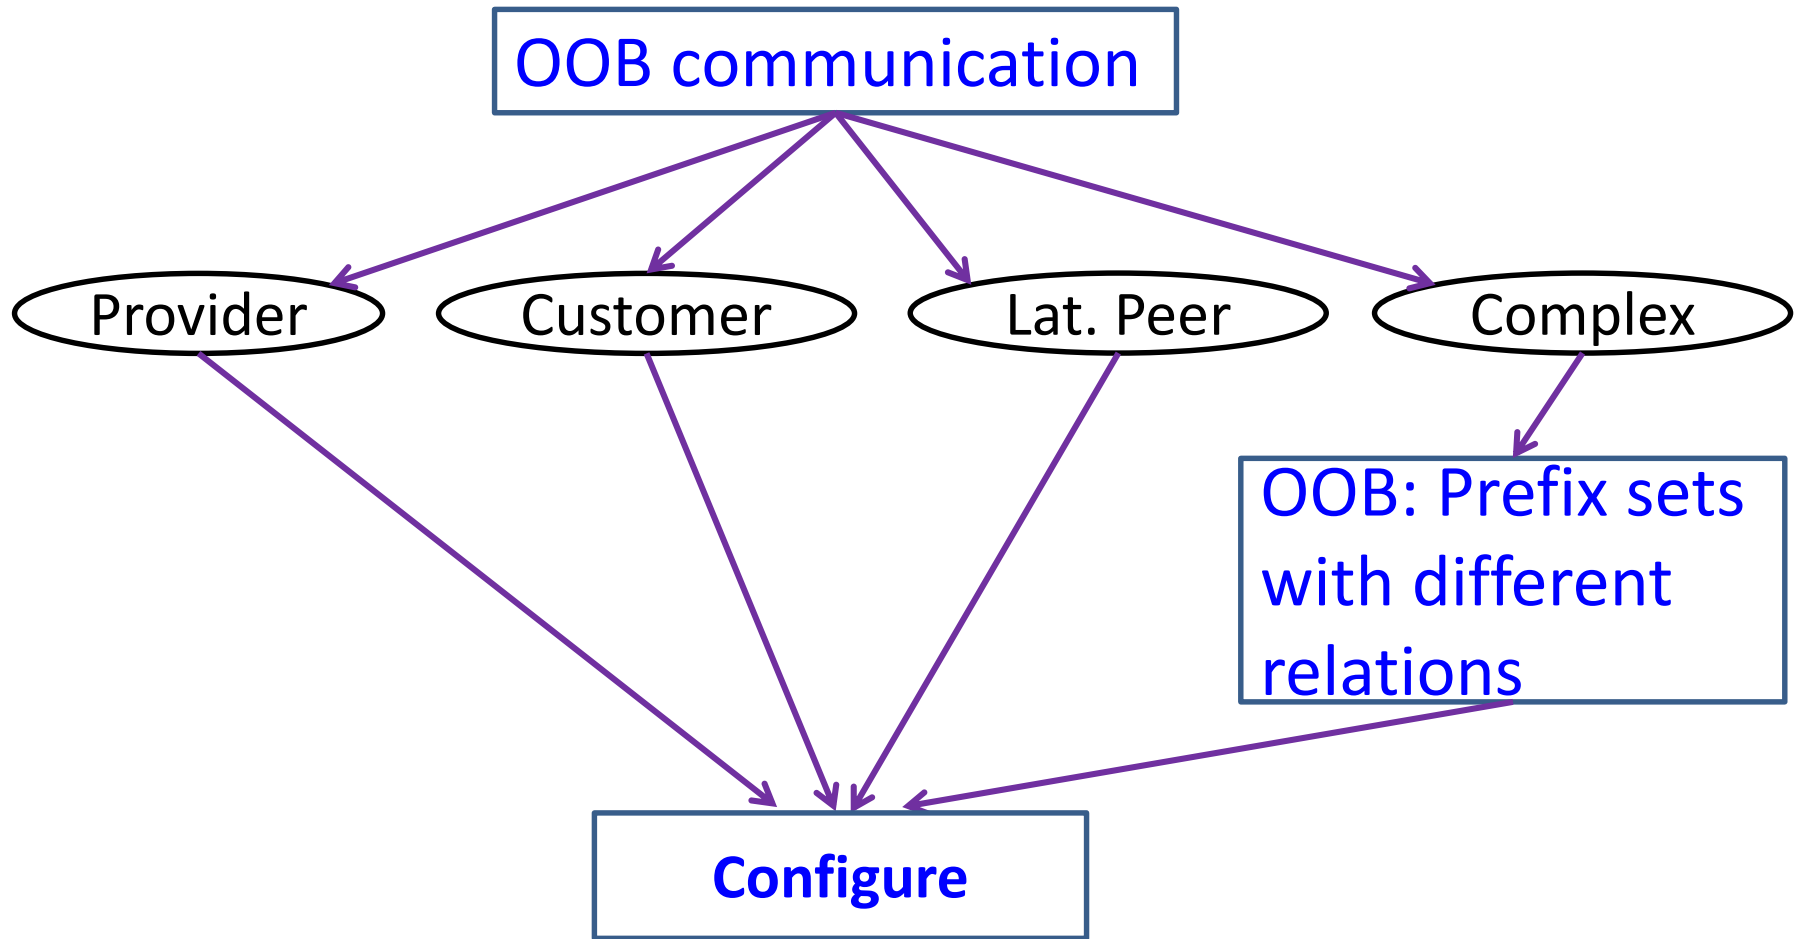 OOB communication
Provider
Customer
Lat. Peer
Complex
OOB: Prefix sets
with different
relations
Configure